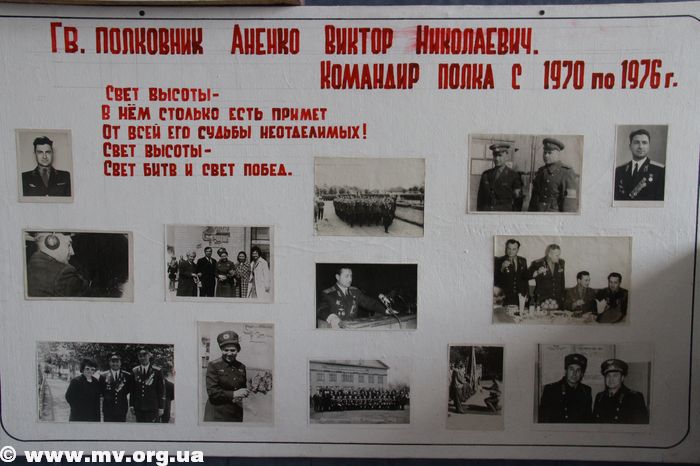 Гв. полковник Аненко Виктор Николаевич.
Командир полка с 1970 по 1976 г.
Свет высоты-
В нём столько есть примет
От всей его судьбы неотделимых!
Свет высоты-
Свет битв и свет побед.
© www.mv.org.ua